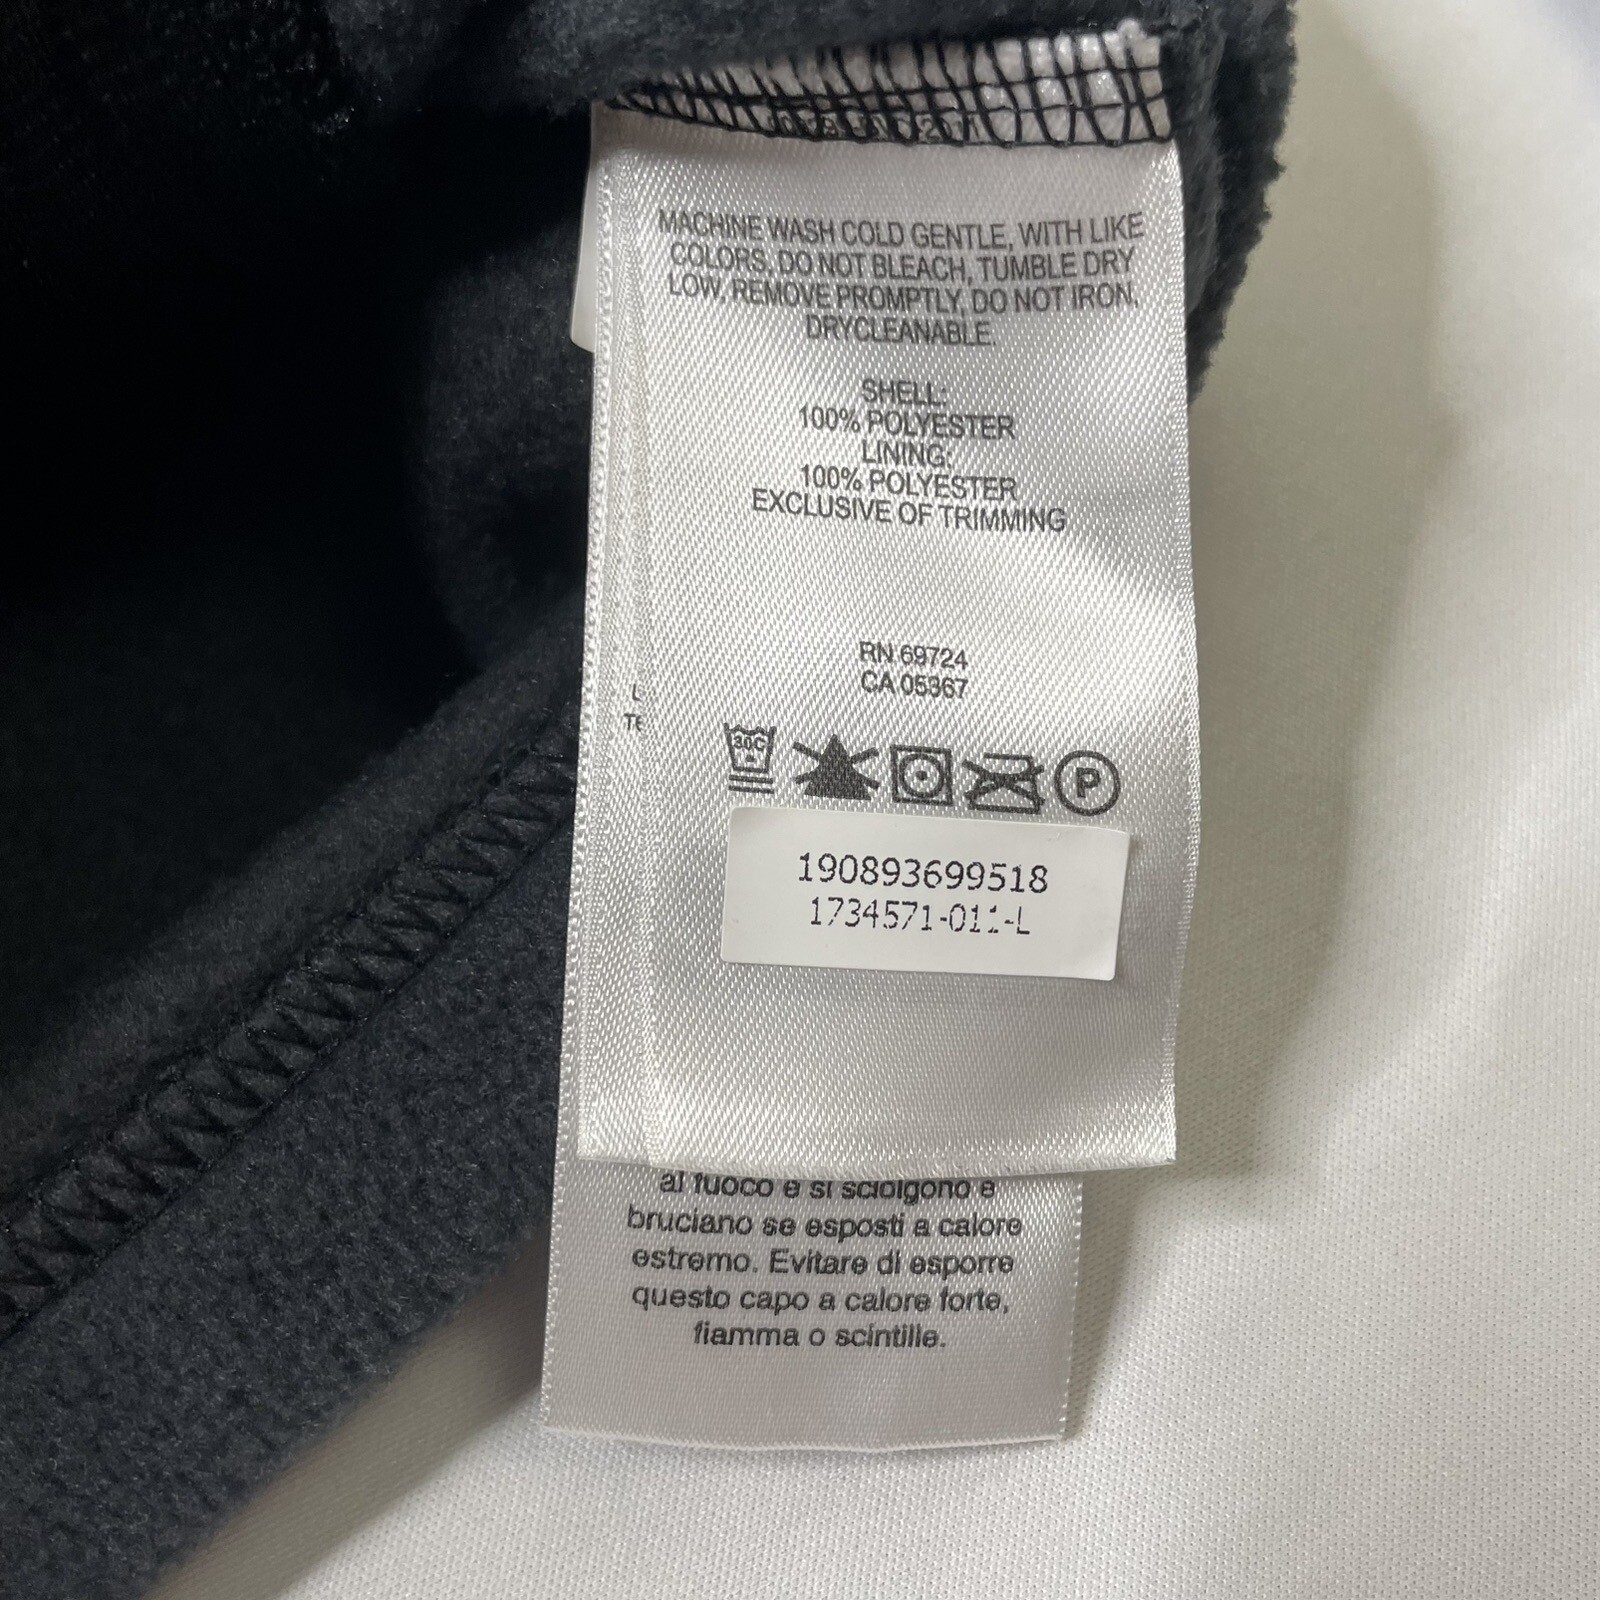 MACHINE WASH COLD GENTLE, WITH LIKE
COLORS, DO NOT BLEACH, TUMBLE DRY
LOW, REMOVE PROMPTLY, DO NOT IRON,
DRYCLEANABLE.
SHELL:
100% POLYESTER
LINING:
100% POLYESTER
EXCLUSIVE OF TRIMMING
RN 69724
CA 05367
30C
P
190893699518
1734571-011-L
al fuoco e si sciolgono e
bruciano se esposti a calore
estremo. Evitare di esporre
questo capo a calore forte,
fiamma o scintille.